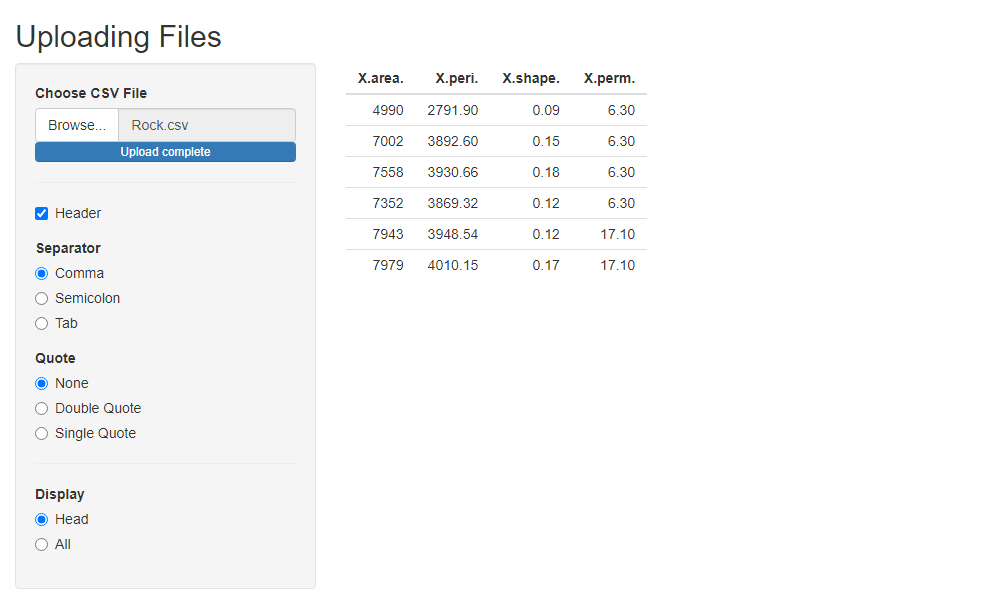 Uploading Files
Choose CSV File
Browse... Rock.csv
Upload complete
Header
Separator
Comma
Semicolon
Tab
Quote
None
Double Quote
Single Quote
Display
Head
All
X.area. X.peri. X.shape. X.perm.
4990 2791.90 0.09 6.30
7002 3892.60 0.15 6.30
7558 3930.66 0.18 6.30
7352 3869.32 0.12 6.30
7943 3948.54 0.12 17.10
7979 4010.15 0.17 17.10